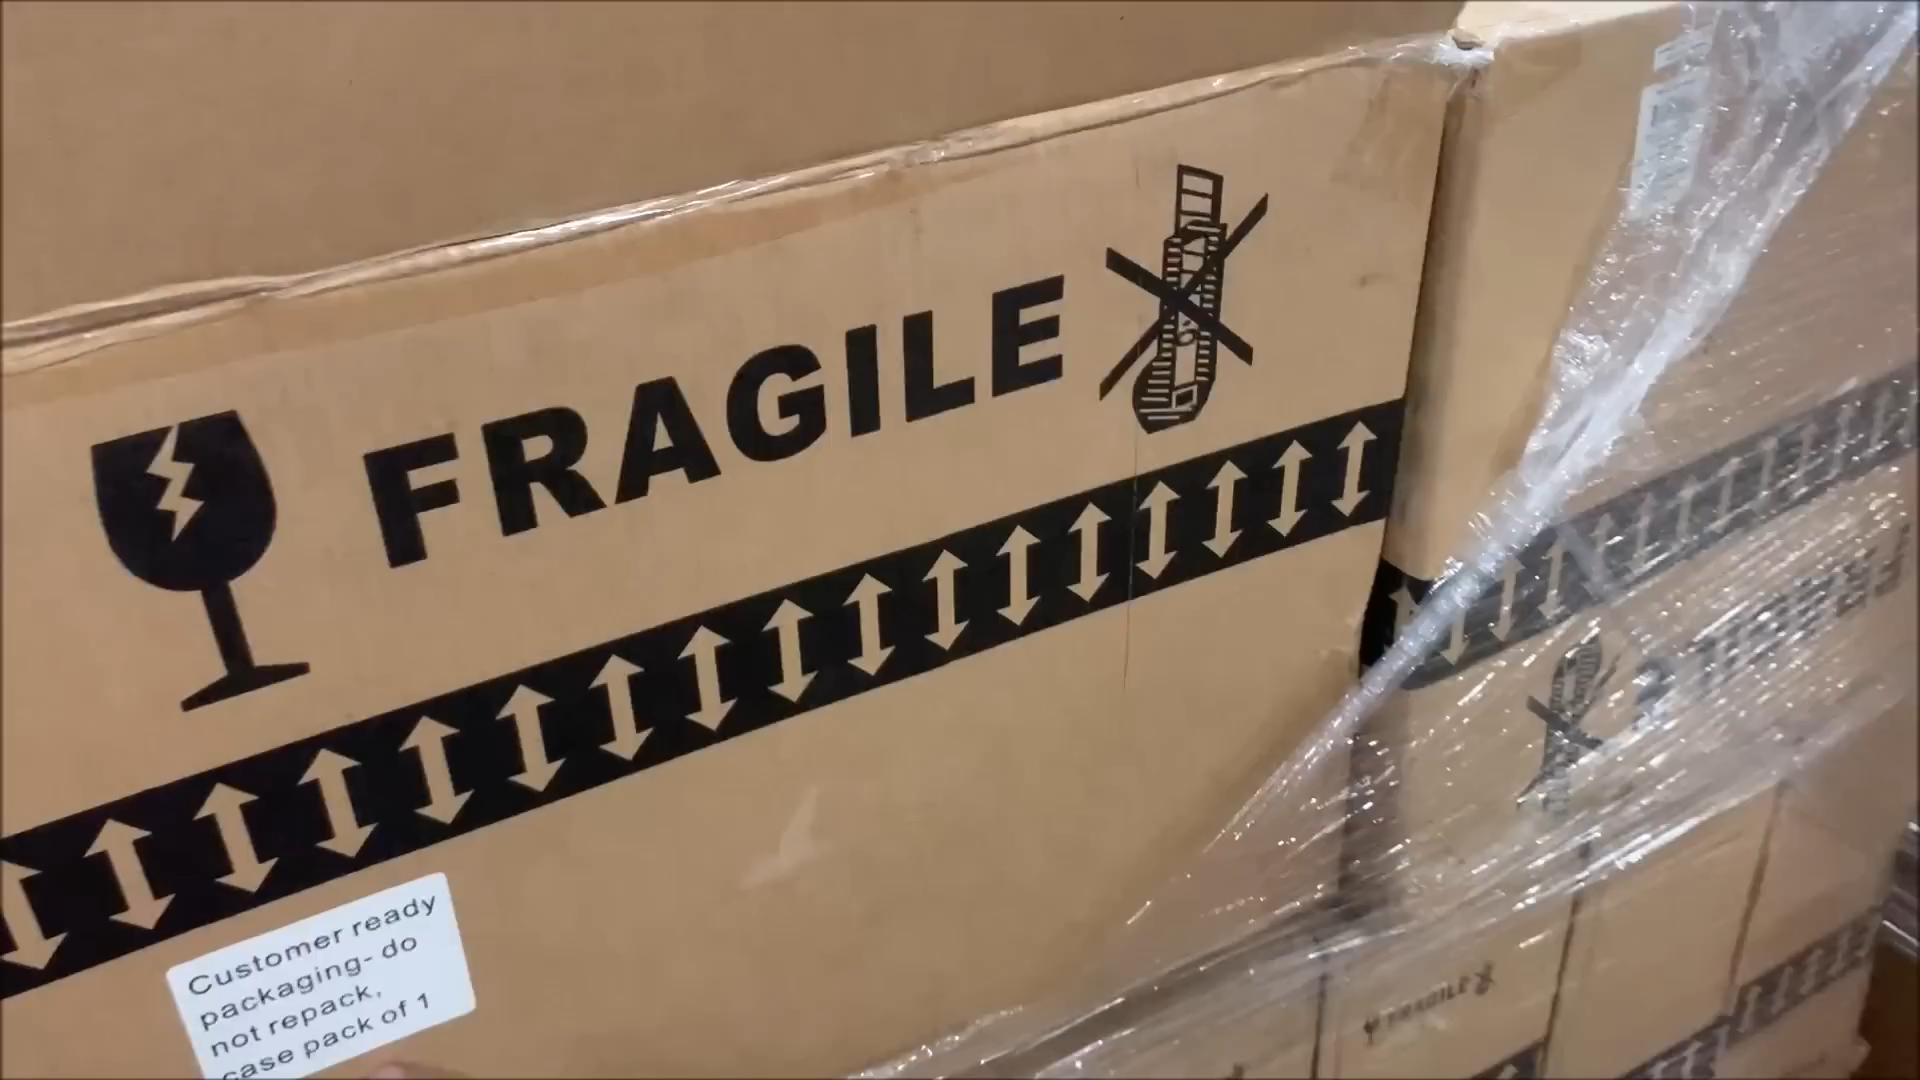 FRAGILE
Customer ready
packaging- do
not repack,
case pack of 1
FRAGILE